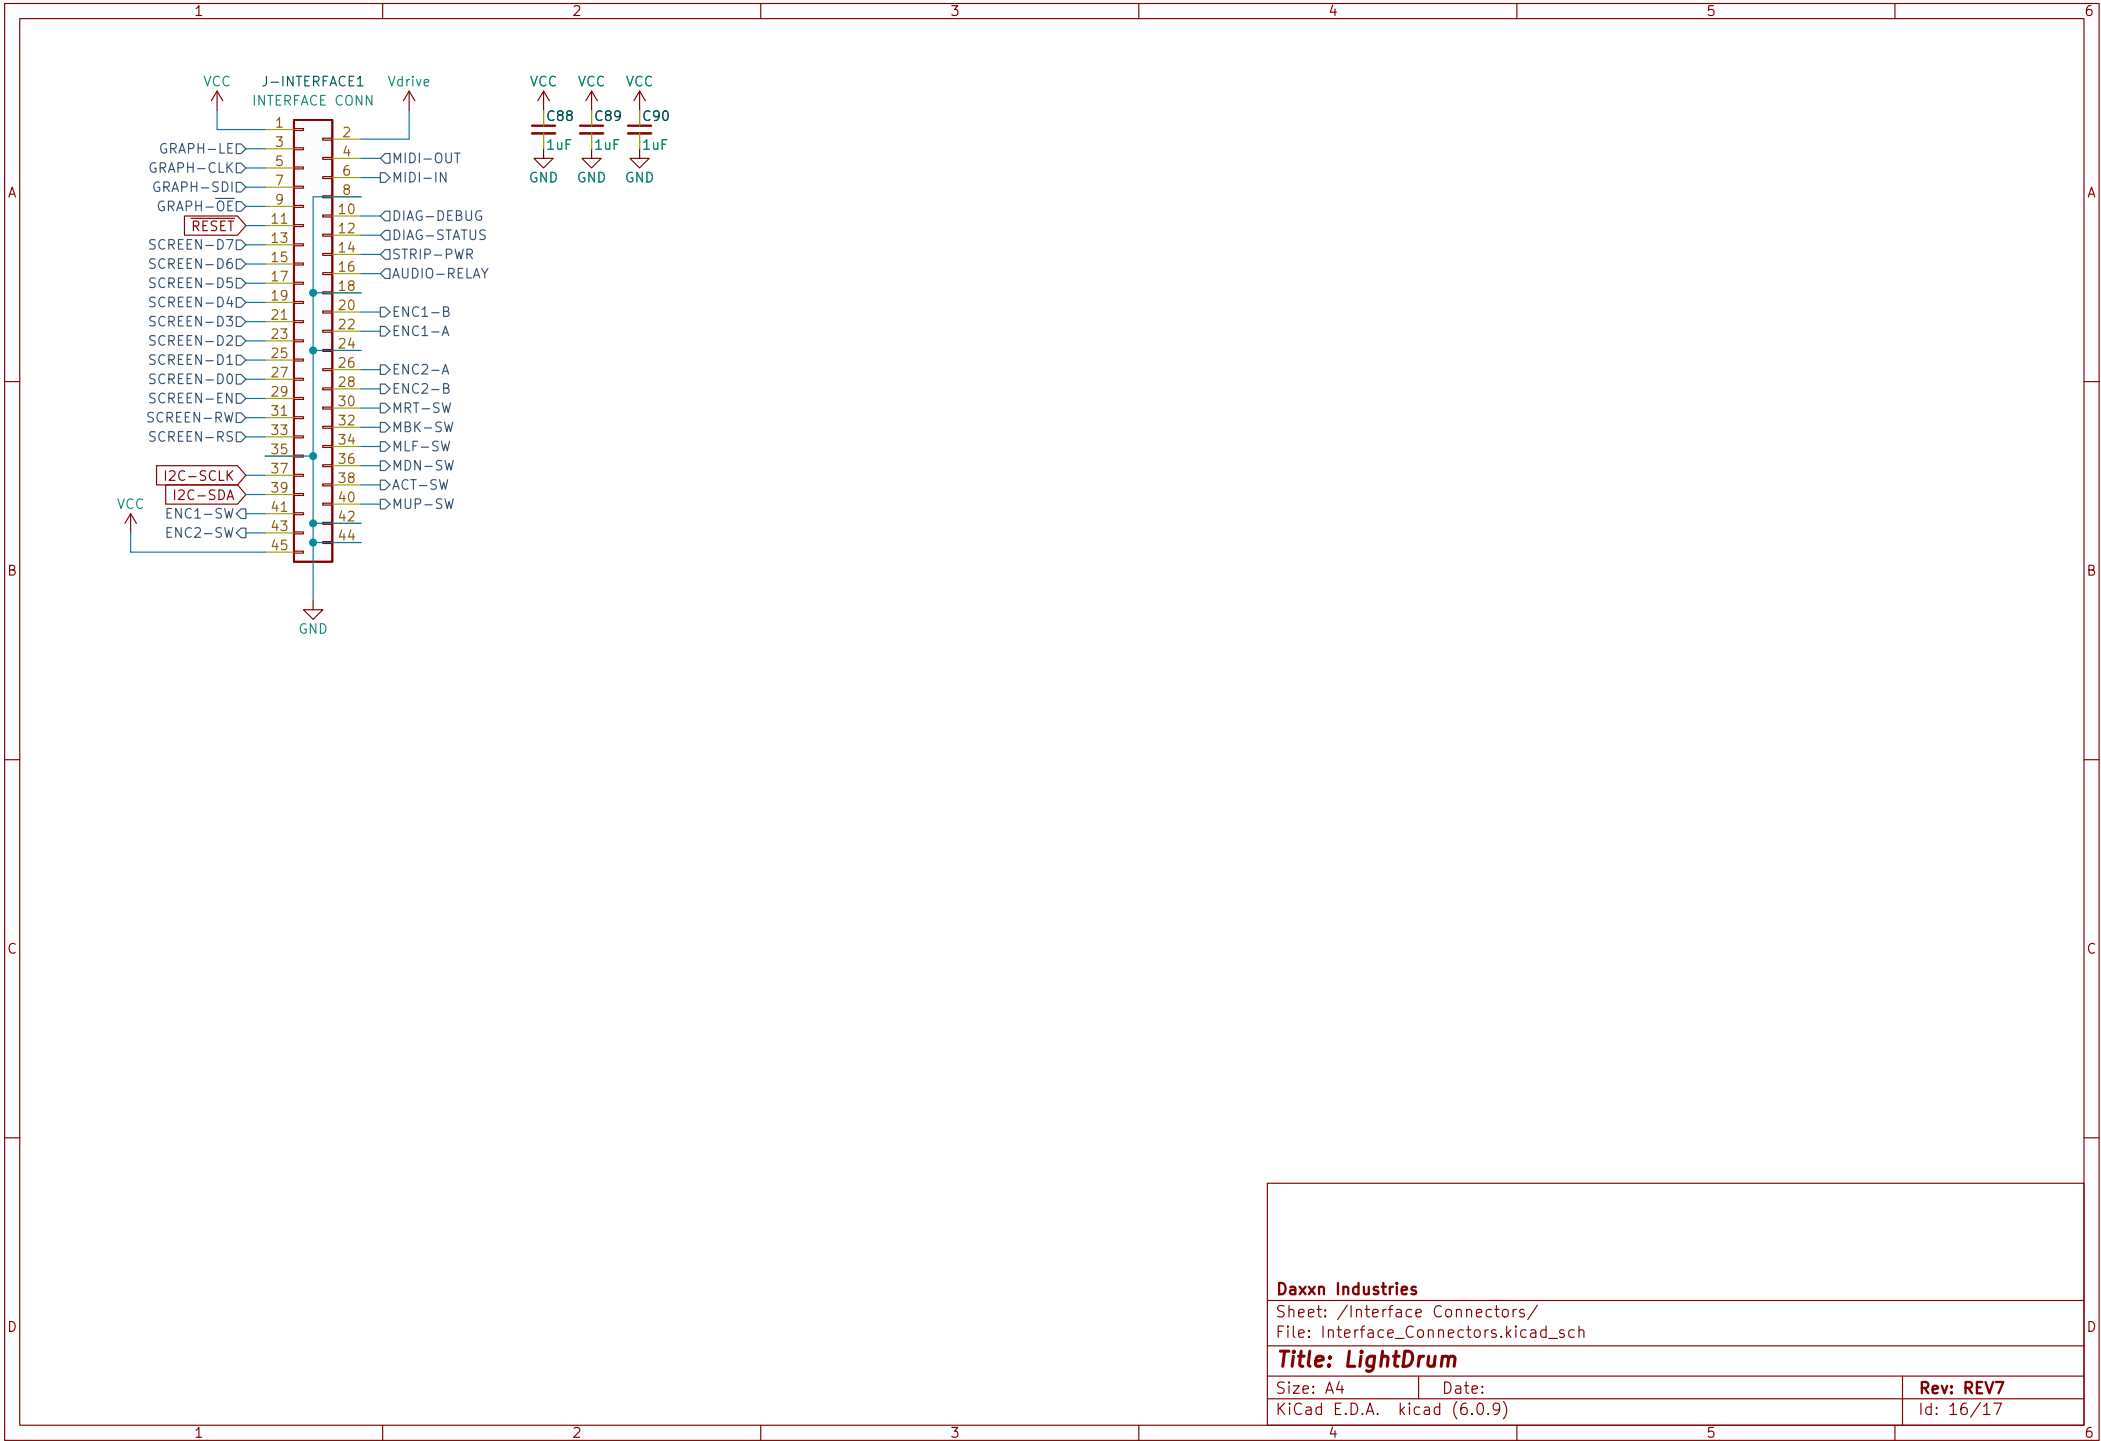 1 2 3 4 5 6
VCC J-INTERFACE1 Vdrive VCC VCC VCC
INTERFACE CONN
C88 C89 C90
1 2
1uF 1uF 1uF
GRAPH-LE 3 4 MIDI-OUT
GRAPH-CLK 5 6 MIDI-IN
GND GND GND
GRAPH-SDI 7 8
A A
GRAPH-OE 9 10 DIAG-DEBUG
RESET 11 12 DIAG-STATUS
SCREEN-D7 13 14 STRIP-PWR
SCREEN-D6 15 16 AUDIO-RELAY
SCREEN-D5 17 18
SCREEN-D4 19 20 ENC1-B
SCREEN-D3 21 22 ENC1-A
SCREEN-D2 23 24
SCREEN-D1 25 26 ENC2-A
SCREEN-D0 27 28 ENC2-B
SCREEN-EN 29 30 MRT-SW
SCREEN-RW 31 32 MBK-SW
SCREEN-RS 33 34 MLF-SW
35 36 MDN-SW
I2C-SCLK 37 38 ACT-SW
I2C-SDA 39 40 MUP-SW
VCC
ENC1-SW 41 42
ENC2-SW 43 44
45
B B
GND
C C
Daxxn Industries
Sheet: /Interface Connectors/
D D
File: Interface_Connectors.kicad_sch
Title: LightDrum
Size: A4 Date: Rev: REV7
KiCad E.D.A. kicad (6.0.9) Id: 16/17
1 2 3 4 5 6